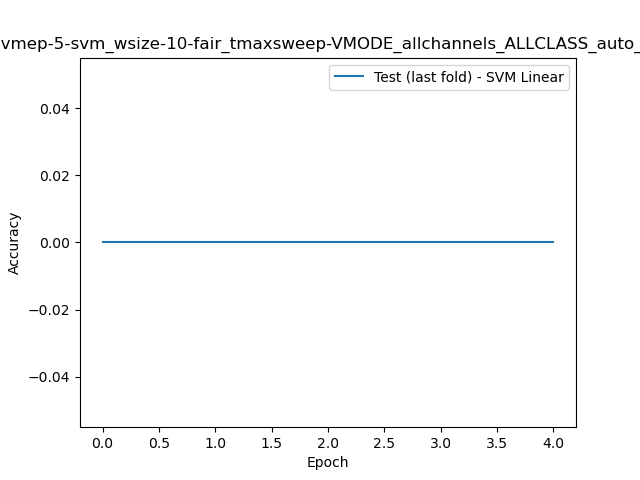 vmep-5-svm_wsize-10-fair_tmaxsweep-VMODE_allchannels_ALLCLASS_auto_
Test (last fold) - SVM Linear
0.04
0.02
0.00
−0.02
−0.04
Accuracy
0.0 0.5 1.0 1.5 2.0 2.5 3.0 3.5 4.0
Epoch